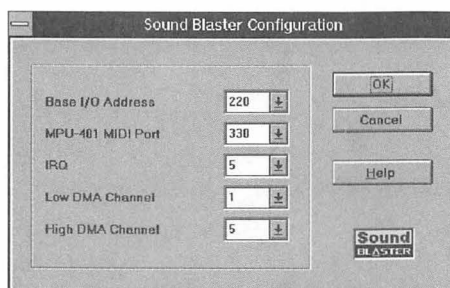 Sound Blaster Configuration
Base I/O Address 220
MPU-401 MIDI Port 330
IRQ 5
Low DMA Channel 1
High DMA Channel 5
OK
Cancel
Help
Sound
BLASTER